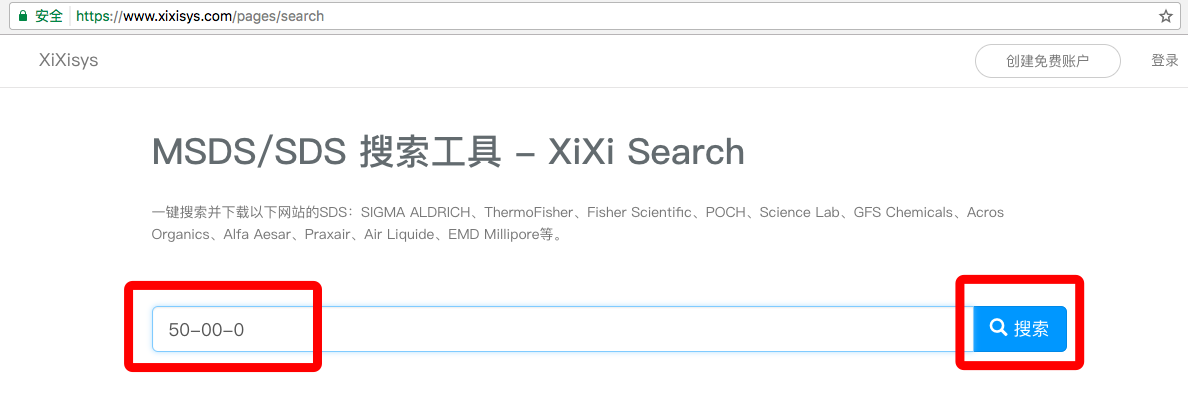 安全 https://www.xixisys.com/pages/search
XiXisys 创建免费账户 登录
MSDS/SDS 搜索工具 – XiXi Search
一键搜索并下载以下网站的SDS：SIGMA ALDRICH、ThermoFisher、Fisher Scientific、POCH、Science Lab、GFS Chemicals、Acros
Organics、Alfa Aesar、Praxair、Air Liquide、EMD Millipore等。
50-00-0 搜索